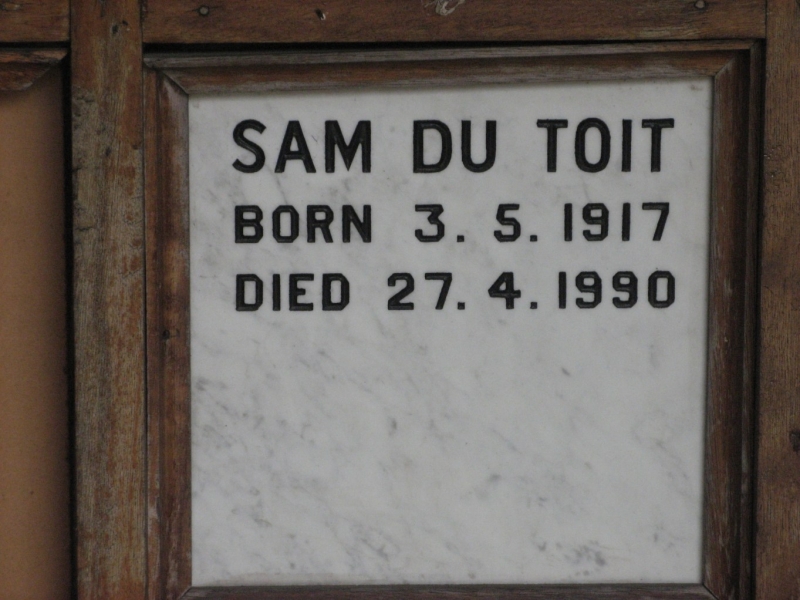 SAM DU TOIT
BORN 3. 5. 1917
DIED 27. 4. 1990